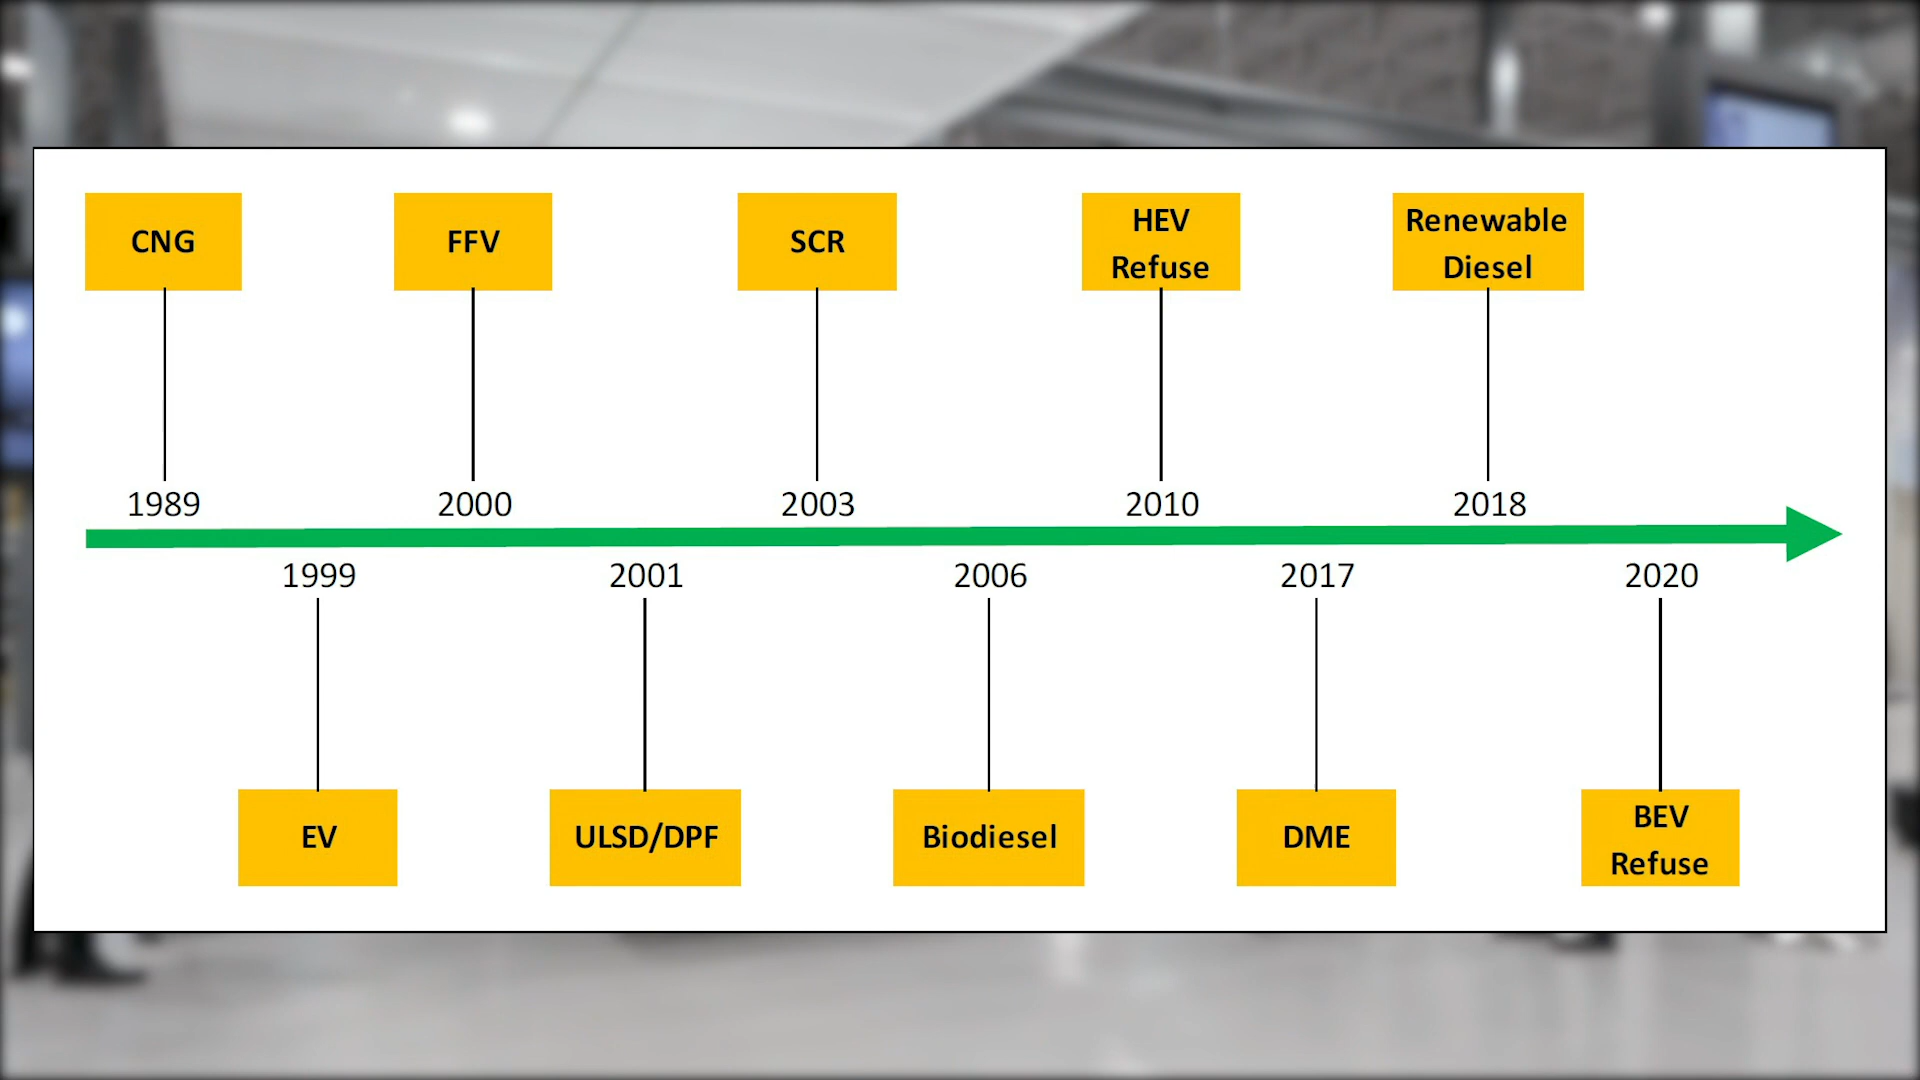 CNG
FFV
SCR
HEV
Refuse
Renewable
Diesel
1989
2000
2003
2010
2018
1999
2001
2006
2017
2020
EV
ULSD/DPF
Biodiesel
DME
BEV
Refuse